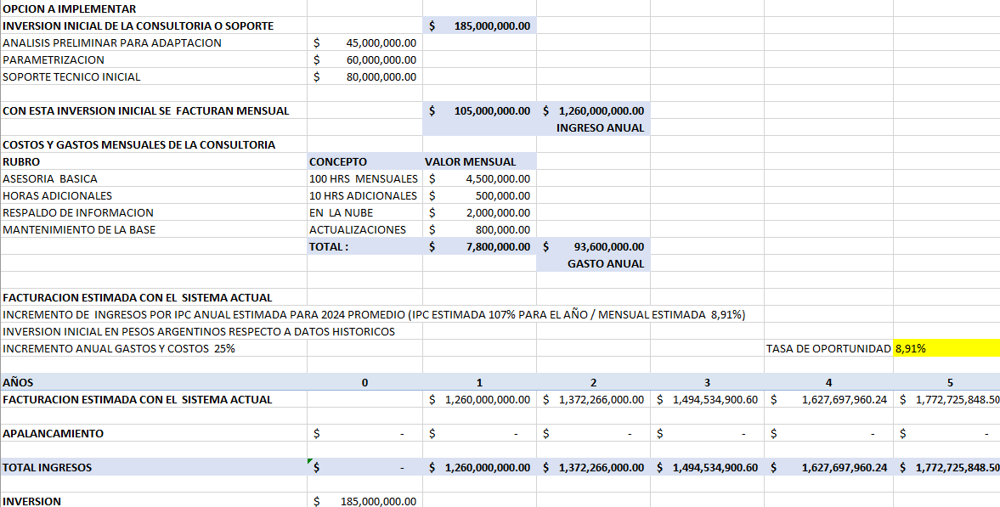 OPCION A IMPLEMENTAR
INVERSION INICIAL DE LA CONSULTORIA O SOPORTE $ 185,000,000.00
ANALISIS PRELIMINAR PARA ADAPTACION $ 45,000,000.00
PARAMETRIZACION $ 60,000,000.00
SOPORTE TECNICO INICIAL $ 80,000,000.00
CON ESTA INVERSION INICIAL SE FACTURAN MENSUAL $ 105,000,000.00 $ 1,260,000,000.00
INGRESO ANUAL
COSTOS Y GASTOS MENSUALES DE LA CONSULTORIA
RUBRO CONCEPTO VALOR MENSUAL
ASESORIA BASICA 100 HRS MENSUALES $ 4,500,000.00
HORAS ADICIONALES 10 HRS ADICIONALES $ 500,000.00
RESPALDO DE INFORMACION EN LA NUBE $ 2,000,000.00
MANTENIMIENTO DE LA BASE ACTUALIZACIONES $ 800,000.00
TOTAL : $ 7,800,000.00 $ 93,600,000.00
GASTO ANUAL
FACTURACION ESTIMADA CON EL SISTEMA ACTUAL
INCREMENTO DE INGRESOS POR IPC ANUAL ESTIMADA PARA 2024 PROMEDIO (IPC ESTIMADA 107% PARA EL AÑO / MENSUAL ESTIMADA 8,91%)
INVERSION INICIAL EN PESOS ARGENTINOS RESPECTO A DATOS HISTORICOS
INCREMENTO ANUAL GASTOS Y COSTOS 25% TASA DE OPORTUNIDAD 8,91%
AÑOS 0 1 2 3 4 5
FACTURACION ESTIMADA CON EL SISTEMA ACTUAL $ 1,260,000,000.00 $ 1,372,266,000.00 $ 1,494,534,900.60 $ 1,627,697,960.24 $ 1,772,725,848.50
APALANCAMIENTO $ - $ - $ - $ - $ - $ -
TOTAL INGRESOS $ - $ 1,260,000,000.00 $ 1,372,266,000.00 $ 1,494,534,900.60 $ 1,627,697,960.24 $ 1,772,725,848.50
INVERSION $ 185,000,000.00